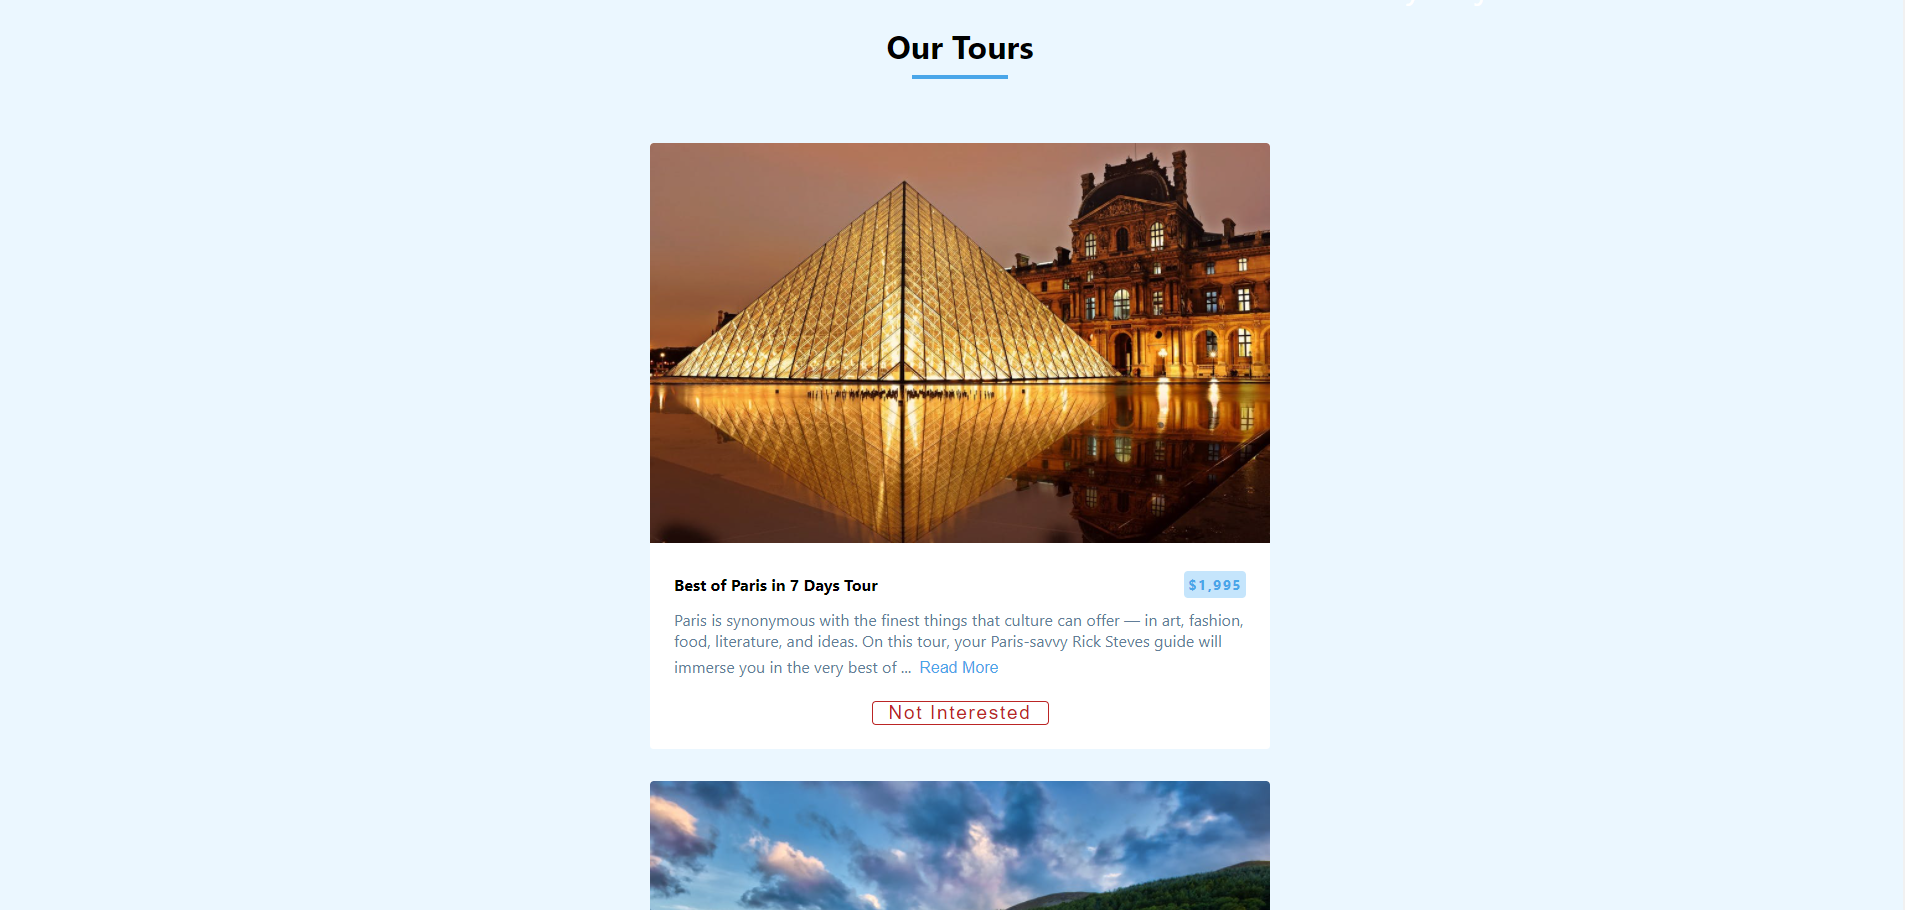 Our Tours
Best of Paris in 7 Days Tour
$1,995
Paris is synonymous with the finest things that culture can offer — in art, fashion,
food, literature, and ideas. On this tour, your Paris-savvy Rick Steves guide will
immerse you in the very best of ... Read More
Not Interested